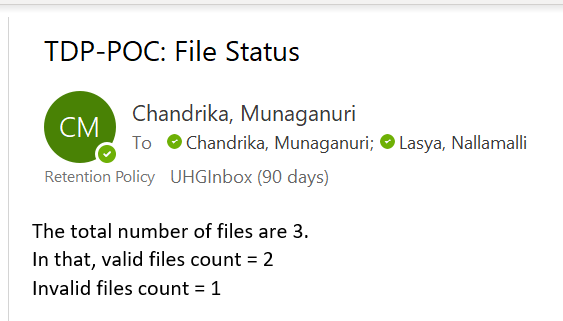 TDP-POC: File Status
CM
Chandrika, Munaganuri
To Chandrika, Munaganuri; Lasya, Nallamalli
Retention Policy UHGInbox (90 days)
The total number of files are 3.
In that, valid files count = 2
Invalid files count = 1